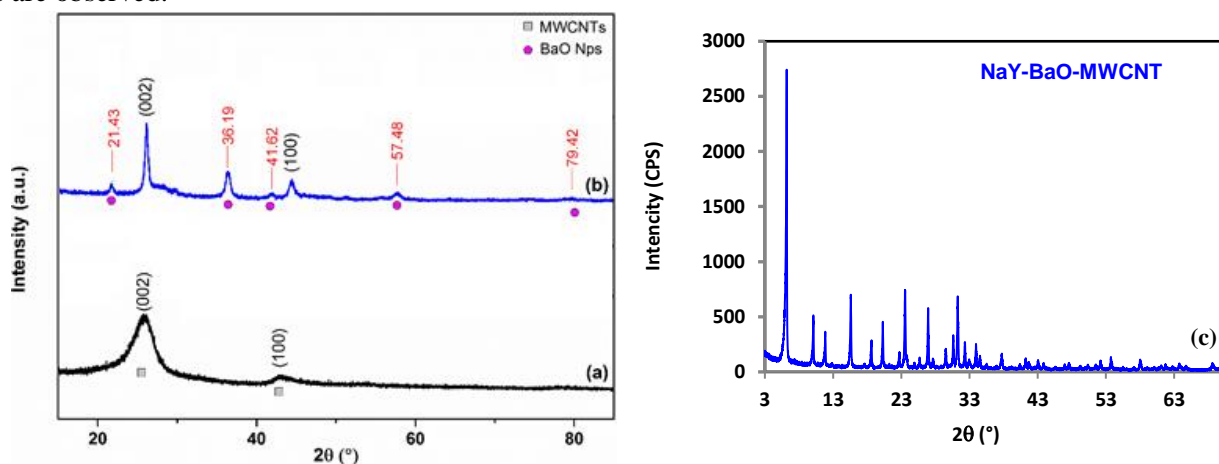 are observed.
MWCNTs
BaO Nps
21.43
(002)
36.19
41.62
(100)
57.48
79.42
(b)
(002)
(100)
(a)
Intensity (a.u.)
20
40
60
80
2θ (°)
NaY-BaO-MWCNT
3000
2500
2000
1500
1000
500
0
(c)
Intencity (CPS)
3
13
23
33
43
53
63
2θ (°)